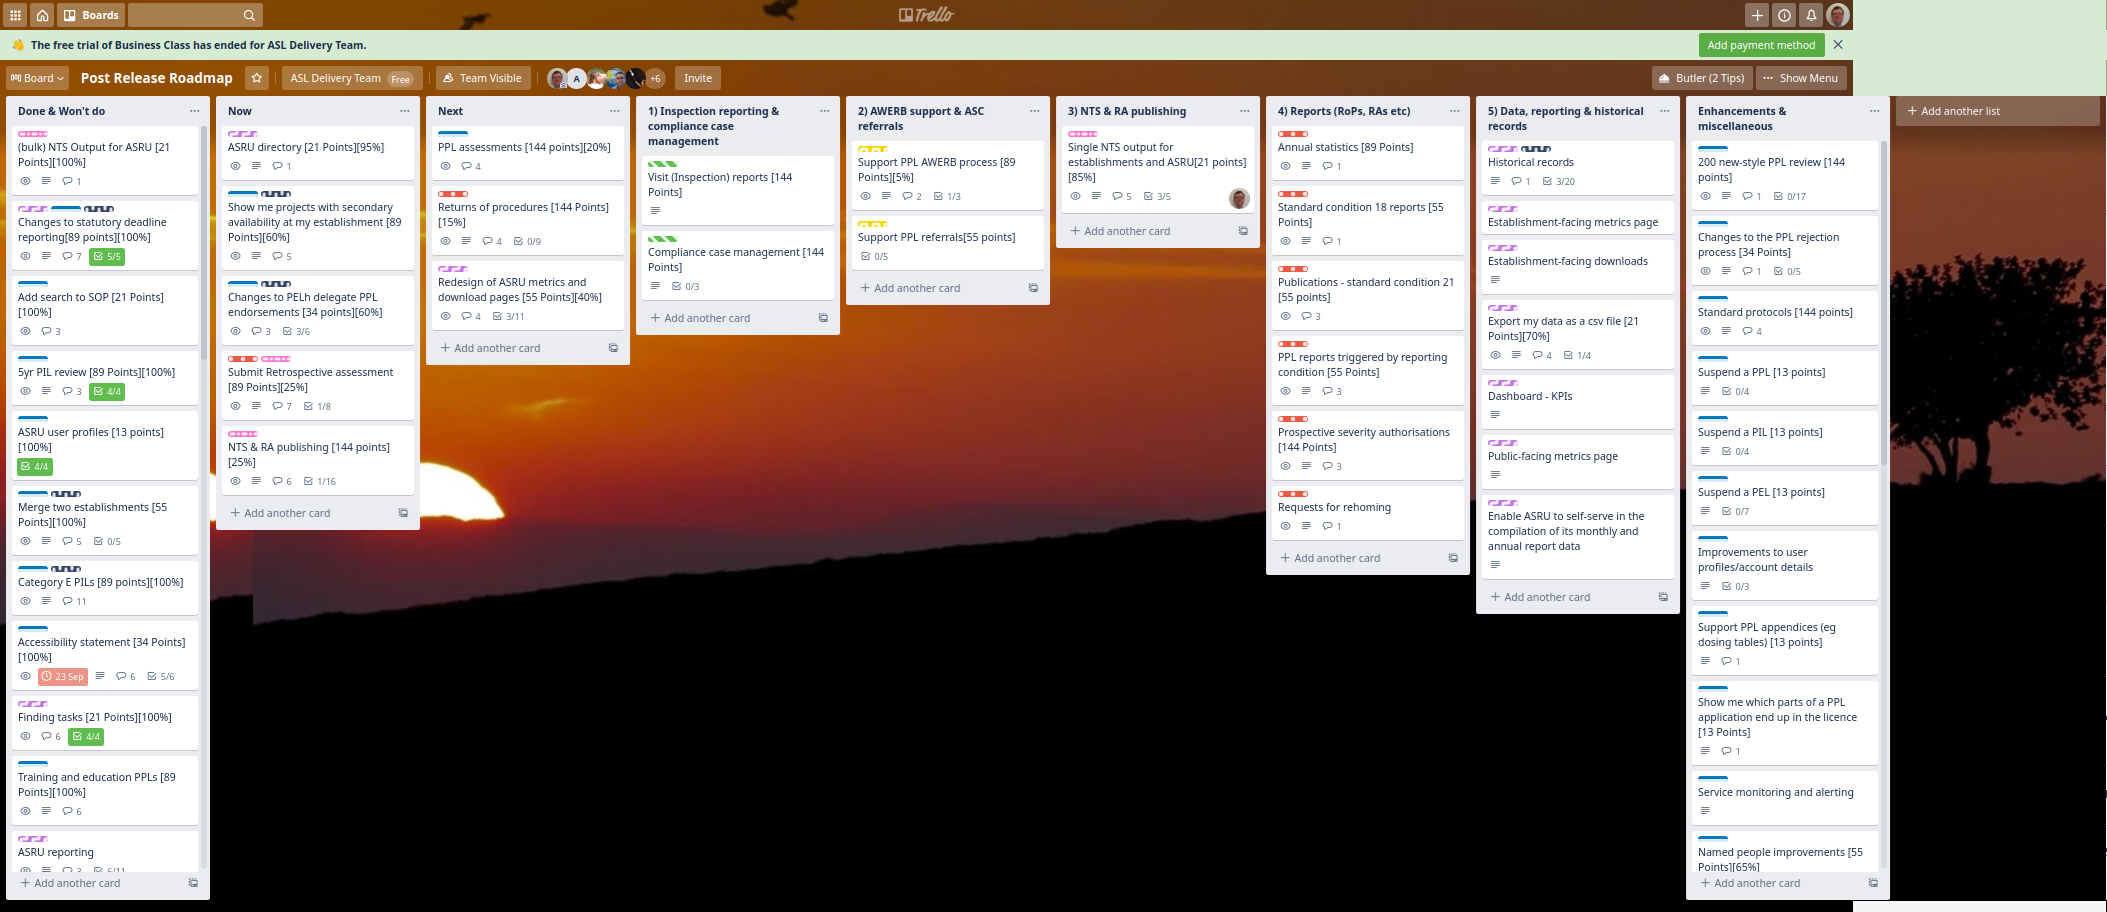 Boards
Trello
The free trial of Business Class has ended for ASL Delivery Team.
Add payment method
Board
Post Release Roadmap
ASL Delivery Team Free
Team Visible
A
+6
Invite
Butler (2 Tips)
Show Menu
Done & Won't do
(bulk) NTS Output for ASRU [21
Points][100%]
1
Changes to statutory deadline
reporting[89 points][100%]
7 5/5
Add search to SOP [21 Points]
[100%]
3
5yr PIL review [89 Points][100%]
3 4/4
ASRU user profiles [13 points]
[100%]
4/4
Merge two establishments [55
Points][100%]
5 0/5
Category E PILs [89 points][100%]
11
Accessibility statement [34 Points]
[100%]
23 Sep 6 5/6
Finding tasks [21 Points][100%]
6 4/4
Training and education PPLs [89
Points][100%]
6
ASRU reporting
3 6/11
Add another card
Now
ASRU directory [21 Points][95%]
1
Show me projects with secondary
availability at my establishment [89
Points][60%]
5
Changes to PELh delegate PPL
endorsements [34 points][60%]
3 3/6
Submit Retrospective assessment
[89 Points][25%]
7 1/8
NTS & RA publishing [144 points]
[25%]
6 1/16
Add another card
Next
PPL assessments [144 points][20%]
4
Returns of procedures [144 Points]
[15%]
4 0/9
Redesign of ASRU metrics and
download pages [55 Points][40%]
4 3/11
Add another card
1) Inspection reporting &
compliance case
management
Visit (Inspection) reports [144
Points]
Compliance case management [144
Points]
0/3
Add another card
2) AWERB support & ASC
referrals
Support PPL AWERB process [89
Points][5%]
2 1/3
Support PPL referrals[55 points]
0/5
Add another card
3) NTS & RA publishing
Single NTS output for
establishments and ASRU[21 points]
[85%]
5 3/5
Add another card
4) Reports (RoPs, RAs etc)
Annual statistics [89 Points]
1
Standard condition 18 reports [55
Points]
1
Publications - standard condition 21
[55 points]
3
PPL reports triggered by reporting
condition [55 Points]
3
Prospective severity authorisations
[144 Points]
3
Requests for rehoming
1
Add another card
5) Data, reporting & historical
records
Historical records
1 3/20
Establishment-facing metrics page
Establishment-facing downloads
Export my data as a csv file [21
Points][70%]
4 1/4
Dashboard - KPIs
Public-facing metrics page
Enable ASRU to self-serve in the
compilation of its monthly and
annual report data
Add another card
Enhancements &
miscellaneous
200 new-style PPL review [144
points]
1 0/17
Changes to the PPL rejection
process [34 Points]
1 0/5
Standard protocols [144 points]
4
Suspend a PPL [13 points]
0/4
Suspend a PIL [13 points]
0/4
Suspend a PEL [13 points]
0/7
Improvements to user
profiles/account details
0/3
Support PPL appendices (eg
dosing tables) [13 points]
1
Show me which parts of a PPL
application end up in the licence
[13 Points]
1
Service monitoring and alerting
Named people improvements [55
Points][65%]
Add another card
Add another list